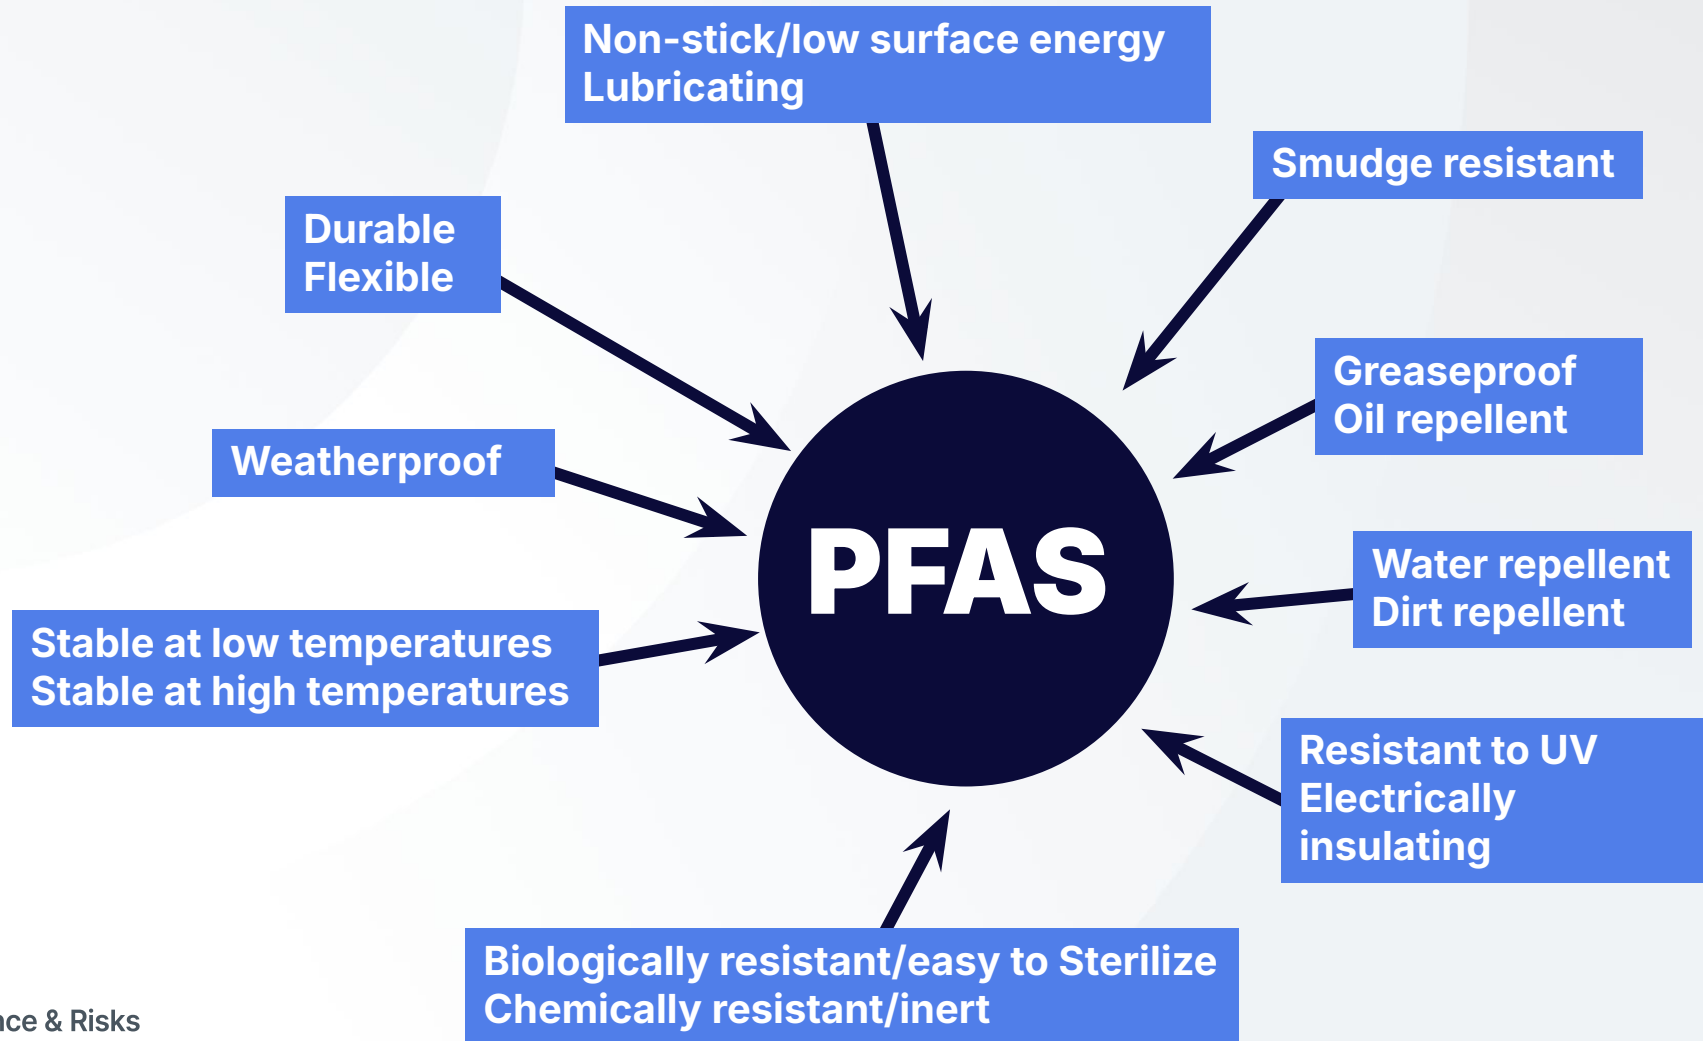 Non-stick/low surface energy
Lubricating
Smudge resistant
Durable
Flexible
Greaseproof
Oil repellent
Weatherproof
PFAS
Water repellent
Dirt repellent
Stable at low temperatures
Stable at high temperatures
Resistant to UV
Electrically
insulating
Biologically resistant/easy to Sterilize
Chemically resistant/inert
& Risks